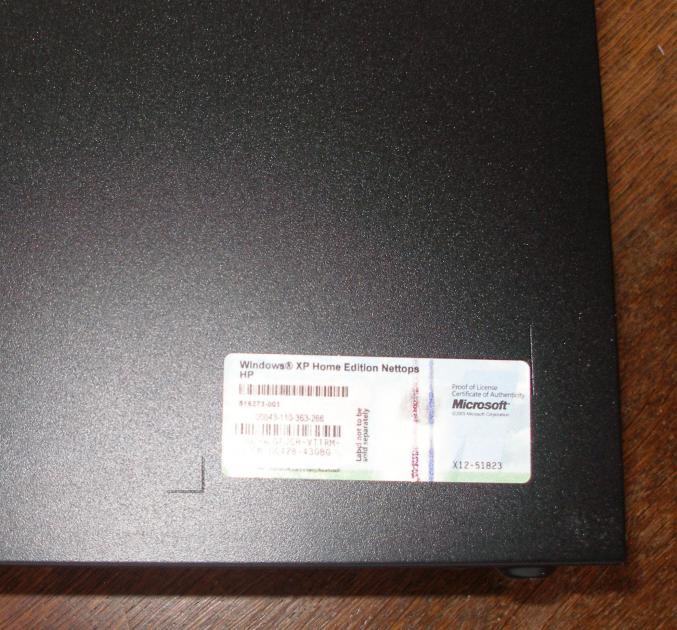 Windows® XP Home Edition Nettops
HP
516273-001
00043-110-363-266
Label not to be
sold separately
Proof of License
Certificate of Authenticity
Microsoft
Microsoft Corporation
X12-51823